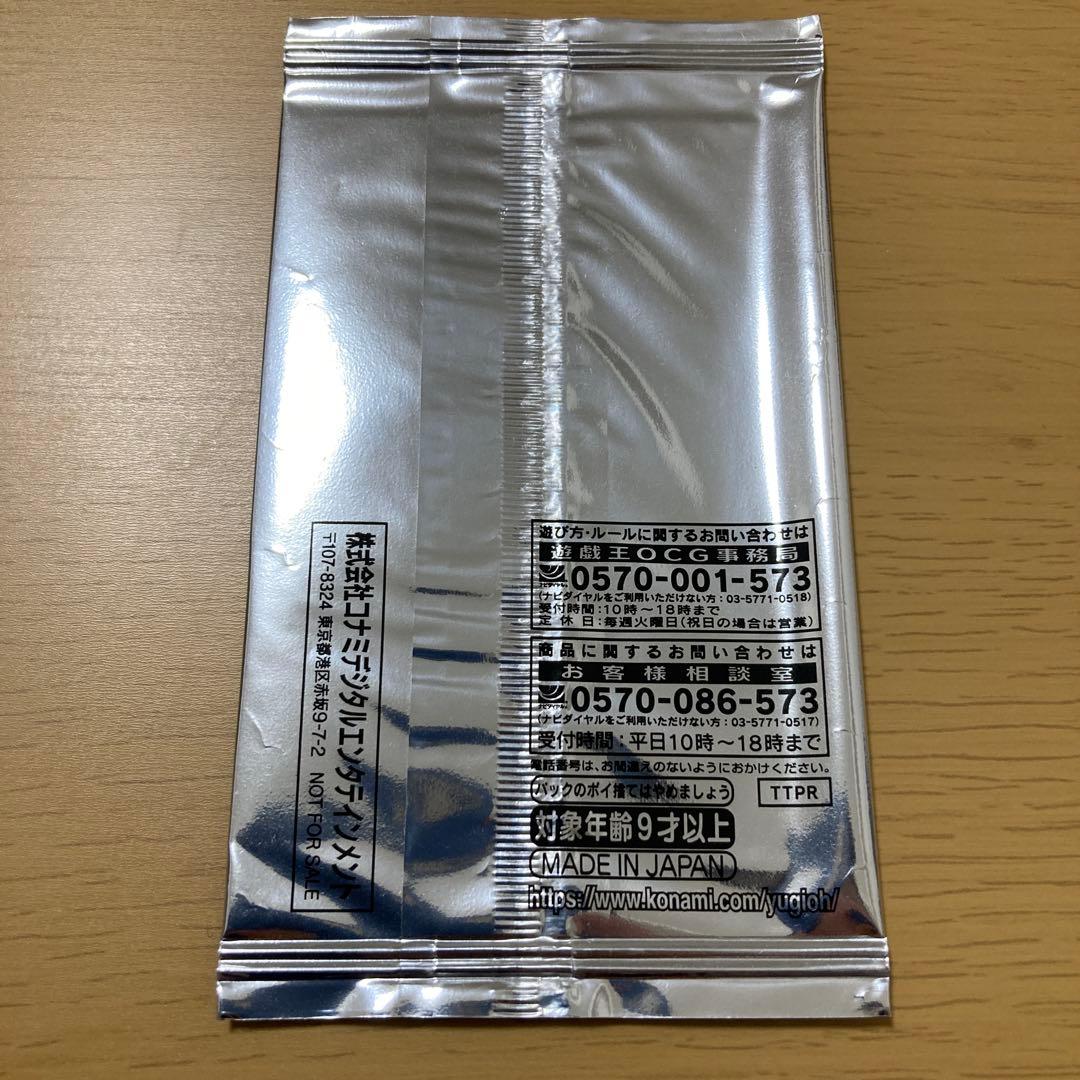 株式会社コナミデジタルエンタテインメント
〒107-8324 東京都港区赤坂9-7-2 NOT FOR SALE
遊び方・ルールに関するお問い合わせは
遊戯王OCG事務局
0570-001-573
(ナビダイヤルをご利用いただけない方:03-5771-0518)
受付時間:10時～18時まで
定休日:毎週火曜日(祝日の場合は営業)
商品に関するお問い合わせは
お客様相談室
0570-086-573
(ナビダイヤルをご利用いただけない方:03-5771-0517)
受付時間:平日10時～18時まで
電話番号は、お間違えのないようにおかけください。
パックのポイ捨てはやめましょう
TTPR
対象年齢9才以上
MADE IN JAPAN
https://www.konami.com/yugioh/